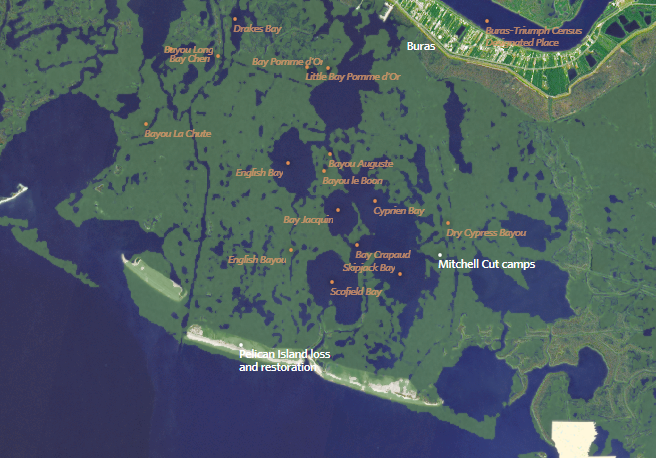 Drakes Bay
Buras-Triumph Census
Designated Place
Buras
Bayou Long
Bay Chen
Bay Pomme d'Or
Little Bay Pomme d'Or
Bayou La Chute
Bayou Auguste
English Bay
Bayou le Boon
Bay Jacquin
Cyprien Bay
Dry Cypress Bayou
Bay Crapaud
English Bayou
Skipjack Bay
Mitchell Cut camps
Scofield Bay
Pelican Island loss
and restoration